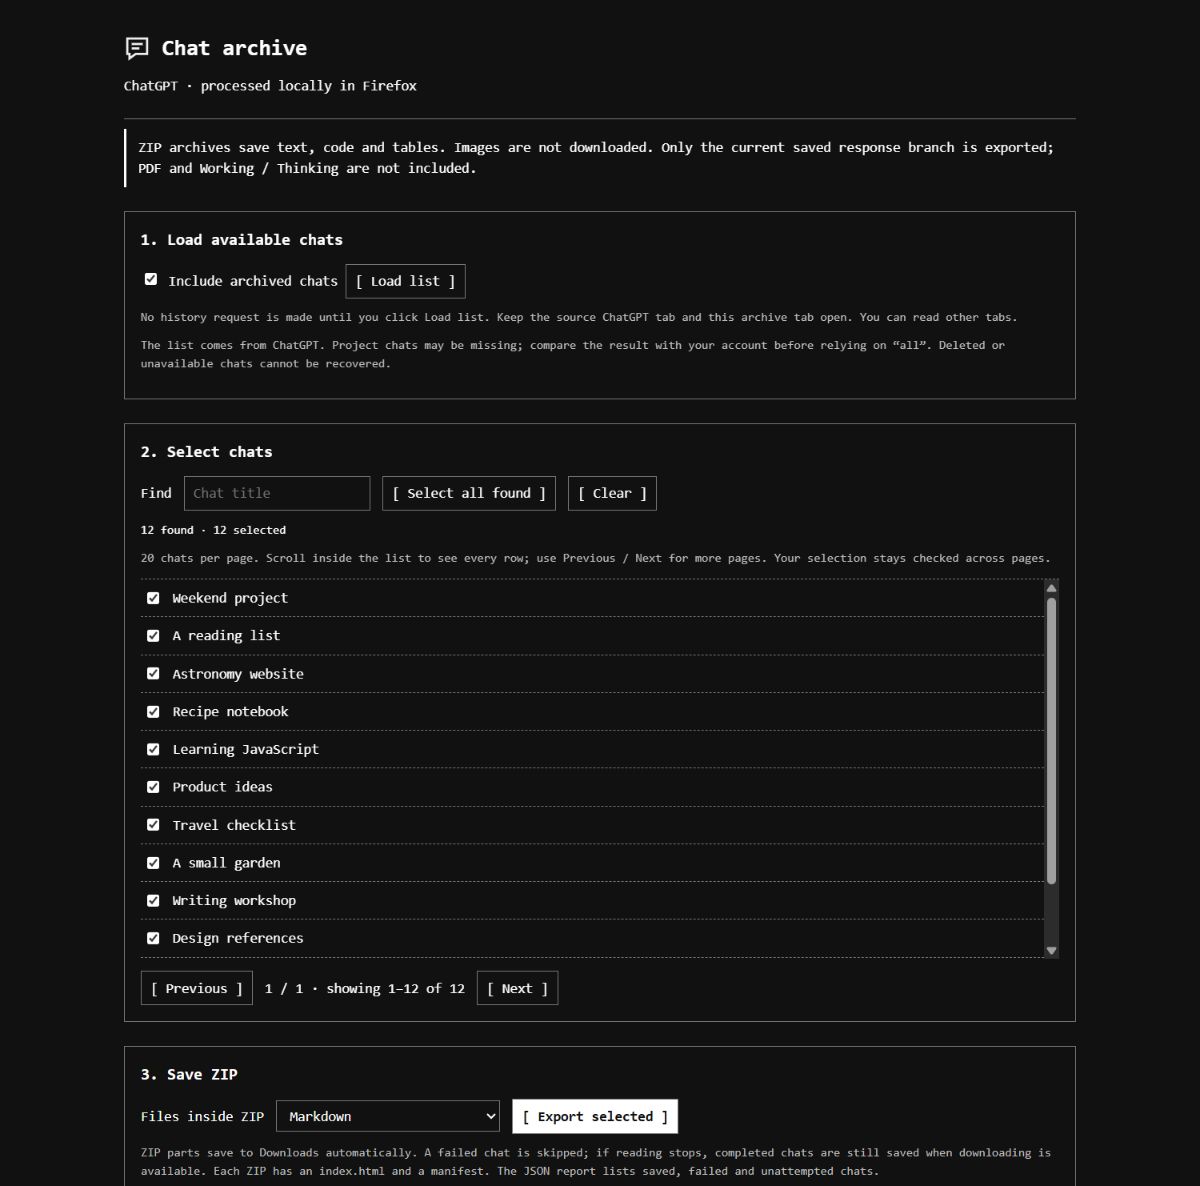 Chat archive
ChatGPT · processed locally in Firefox
ZIP archives save text, code and tables. Images are not downloaded. Only the current saved response branch is exported;
PDF and Working / Thinking are not included.
1. Load available chats
Include archived chats [ Load list ]
No history request is made until you click Load list. Keep the source ChatGPT tab and this archive tab open. You can read other tabs.
The list comes from ChatGPT. Project chats may be missing; compare the result with your account before relying on “all”. Deleted or
unavailable chats cannot be recovered.
2. Select chats
Find Chat title [ Select all found ] [ Clear ]
12 found · 12 selected
20 chats per page. Scroll inside the list to see every row; use Previous / Next for more pages. Your selection stays checked across pages.
Weekend project
A reading list
Astronomy website
Recipe notebook
Learning JavaScript
Product ideas
Travel checklist
A small garden
Writing workshop
Design references
[ Previous ] 1 / 1 · showing 1–12 of 12 [ Next ]
3. Save ZIP
Files inside ZIP Markdown [ Export selected ]
ZIP parts save to Downloads automatically. A failed chat is skipped; if reading stops, completed chats are still saved when downloading is
available. Each ZIP has an index.html and a manifest. The JSON report lists saved, failed and unattempted chats.